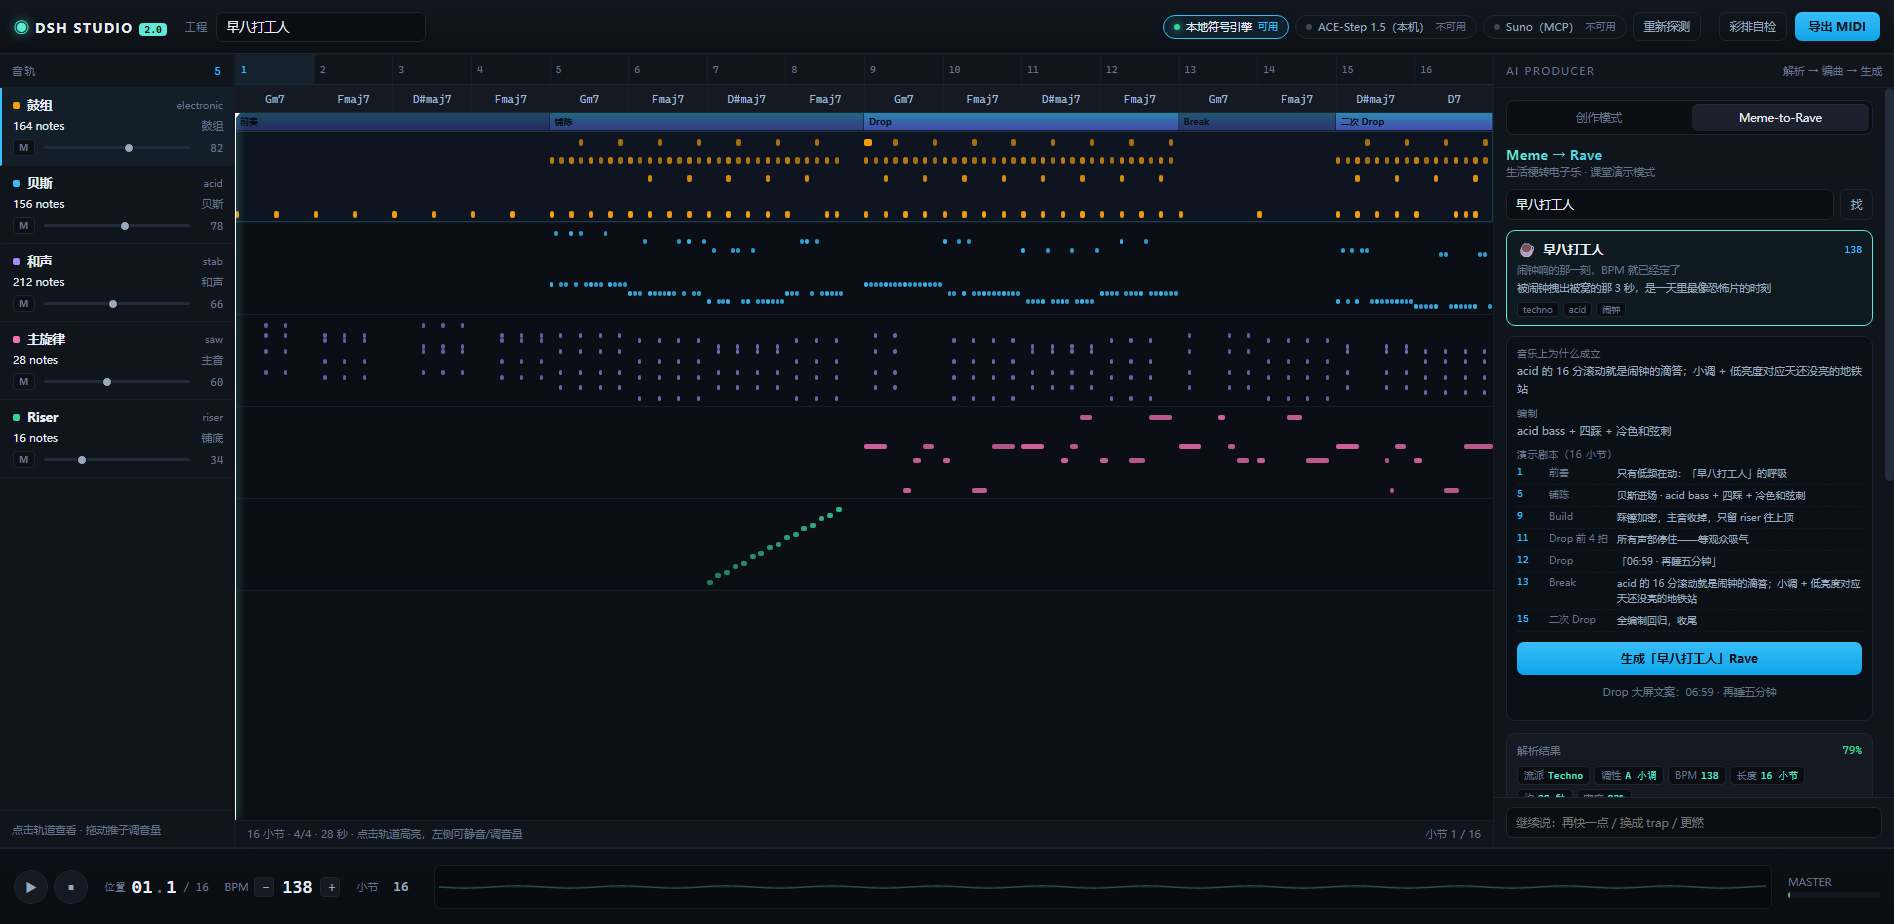 DSH STUDIO 2.0 工程 早八打工人 本地符号引擎 可用 ACE-Step 1.5（本机） 不可用 Suno（MCP） 不可用 重新探测 彩排自检 导出 MIDI
音轨 5
鼓组 electronic
164 notes 鼓组
M 82
贝斯 acid
156 notes 贝斯
M 78
和声 stab
212 notes 和声
M 66
主旋律 saw
28 notes 主音
M 60
Riser riser
16 notes 铺底
M 34
点击轨道查看 · 拖动推子调音量
1 2 3 4 5 6 7 8 9 10 11 12 13 14 15 16
Gm7 Fmaj7 D#maj7 Fmaj7 Gm7 Fmaj7 D#maj7 Fmaj7 Gm7 Fmaj7 D#maj7 Fmaj7 Gm7 Fmaj7 D#maj7 D7
前奏 铺陈 Drop Break 二次 Drop
16 小节 · 4/4 · 28 秒 · 点击轨道高亮，左侧可静音/调音量 小节 1 / 16
AI PRODUCER 解析 → 编曲 → 生成
创作模式 Meme-to-Rave
Meme → Rave
生活梗转电子乐 · 课堂演示模式
早八打工人 找
早八打工人 138
闹钟响的那一刻，BPM 就已经定了
被闹钟拽出被窝的那 3 秒，是一天里最像恐怖片的时刻
techno acid 闹钟
音乐上为什么成立
acid 的 16 分滚动就是闹钟的滴答；小调 + 低亮度对应天还没亮的地铁
站
编制
acid bass + 四踩 + 冷色和弦刺
演示剧本（16 小节）
1 前奏 只有低频在动：「早八打工人」的呼吸
5 铺陈 贝斯进场 · acid bass + 四踩 + 冷色和弦刺
9 Build 踩镲加密，主音收掉，只留 riser 往上顶
11 Drop 前 4 拍 所有声部停住——等观众吸气
12 Drop 「06:59 · 再睡五分钟」
13 Break acid 的 16 分滚动就是闹钟的滴答；小调 + 低亮度对应
天还没亮的地铁站
15 二次 Drop 全编制回归，收尾
生成「早八打工人」Rave
Drop 大屏文案：06:59 · 再睡五分钟
解析结果 79%
流派 Techno 调性 A 小调 BPM 138 长度 16 小节
继续说：再快一点 / 换成 trap / 更燃
位置 01.1 / 16 BPM − 138 + 小节 16 MASTER